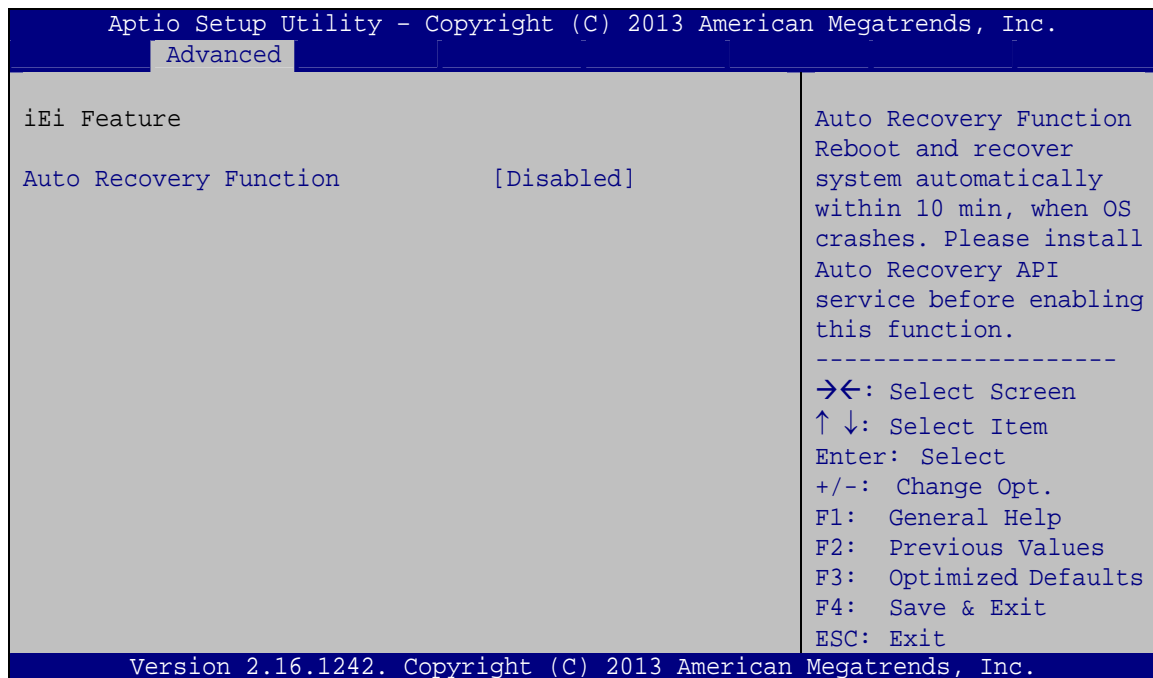 Aptio Setup Utility – Copyright (C) 2013 American Megatrends, Inc.
Advanced
iEi Feature
Auto Recovery Function [Disabled]
Auto Recovery Function
Reboot and recover
system automatically
within 10 min, when OS
crashes. Please install
Auto Recovery API
service before enabling
this function.
---------------------
→←: Select Screen
↑ ↓: Select Item
Enter: Select
+/-: Change Opt.
F1: General Help
F2: Previous Values
F3: Optimized Defaults
F4: Save & Exit
ESC: Exit
Version 2.16.1242. Copyright (C) 2013 American Megatrends, Inc.